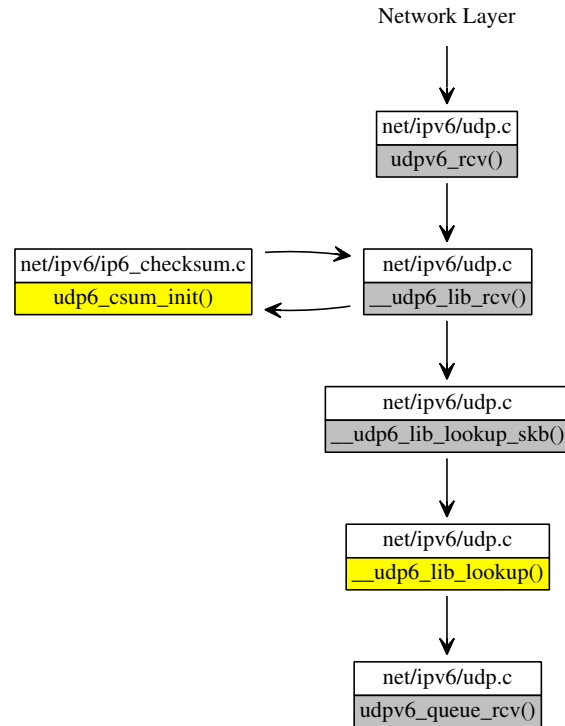 Network Layer
net/ipv6/udp.c
udpv6_rcv()
net/ipv6/ip6_checksum.c
udp6_csum_init()
net/ipv6/udp.c
__udp6_lib_rcv()
net/ipv6/udp.c
__udp6_lib_lookup_skb()
net/ipv6/udp.c
__udp6_lib_lookup()
net/ipv6/udp.c
udpv6_queue_rcv()